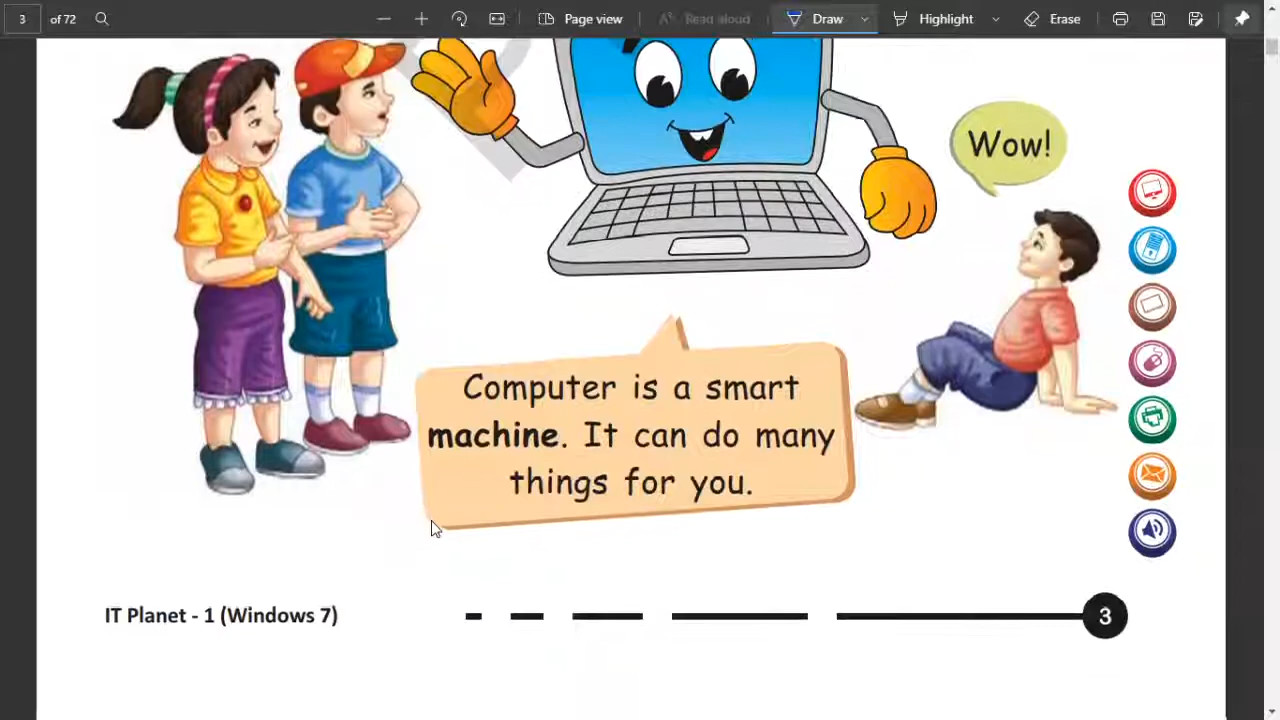 3 of 72 Page view Read aloud Draw Highlight Erase
Wow!
Computer is a smart
machine. It can do many
things for you.
IT Planet - 1 (Windows 7) 3